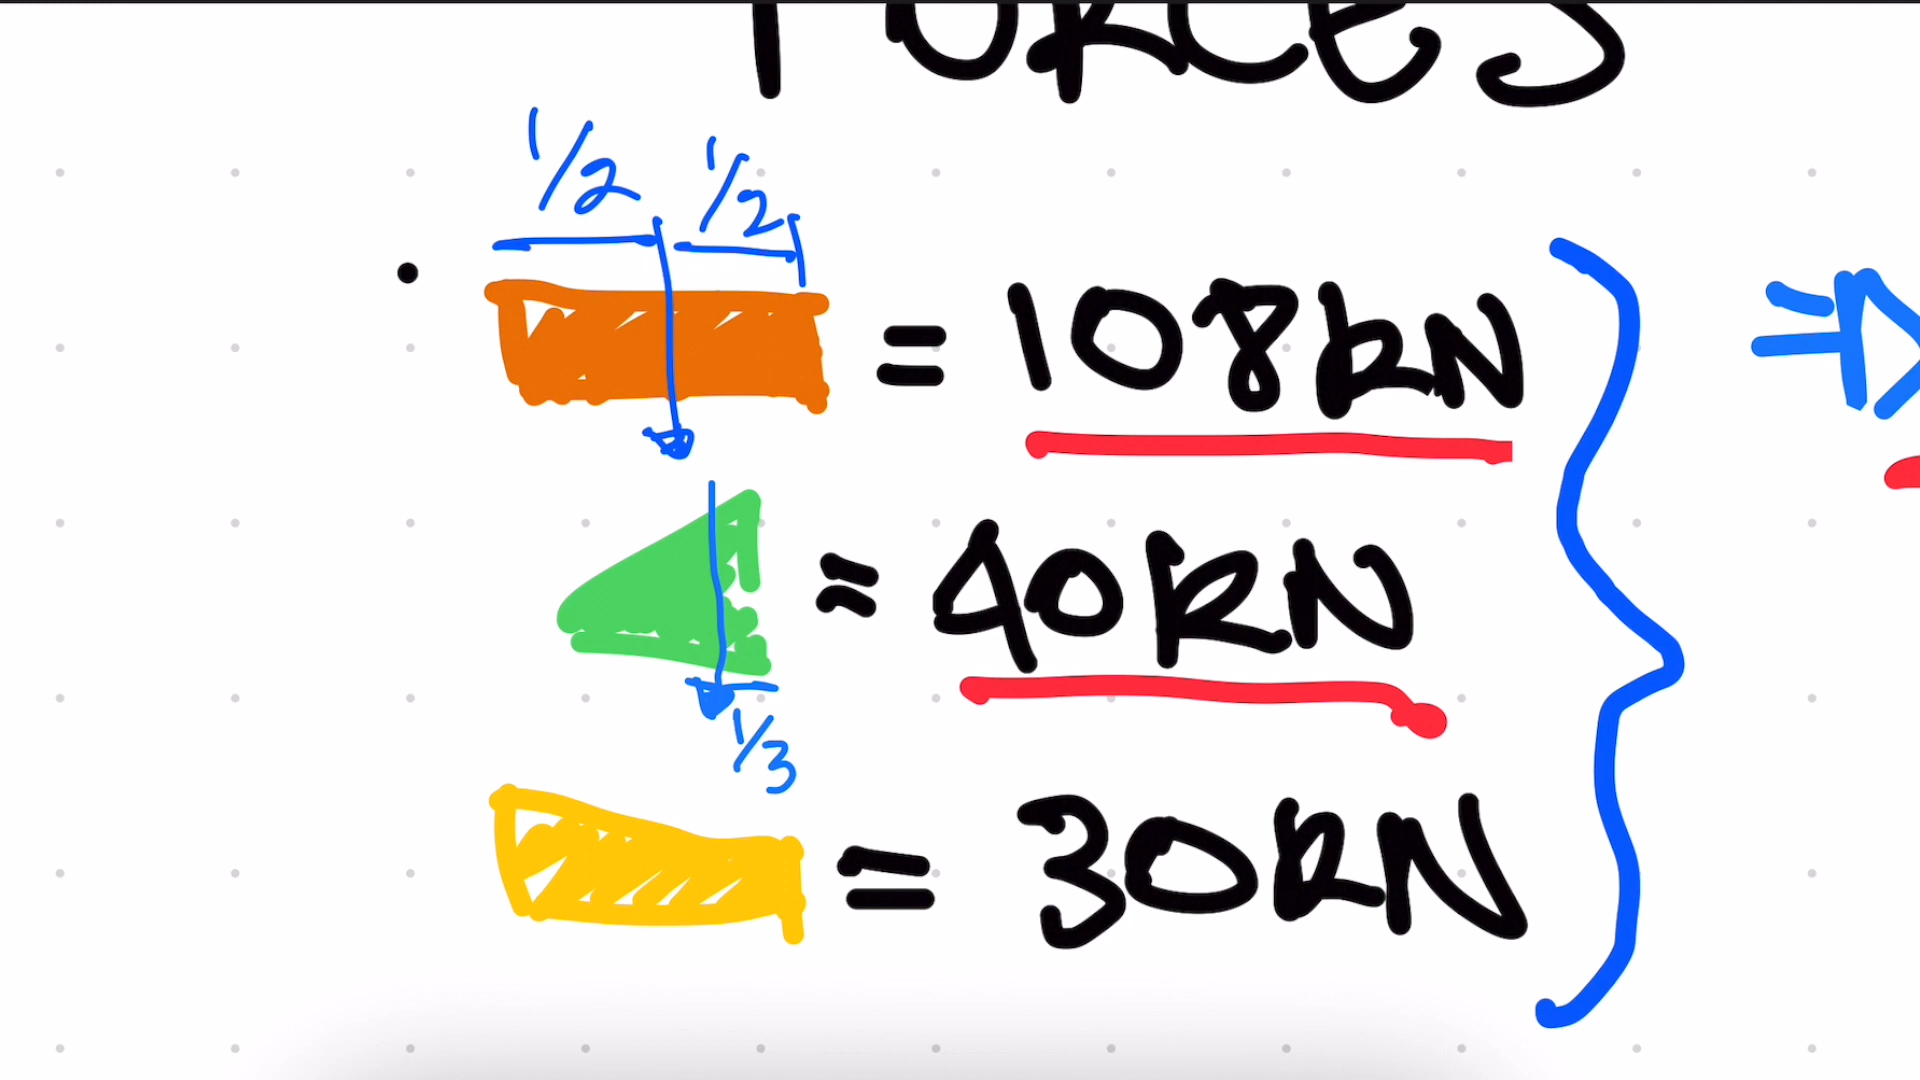 FORCES
1/2 1/2
= 108kN
≈ 40kN
1/3
= 30kN